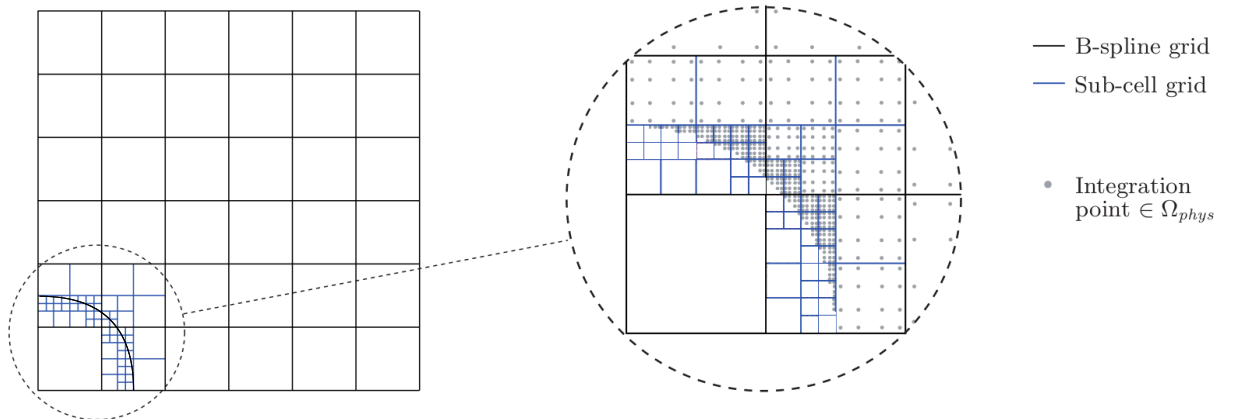 B-spline grid
Sub-cell grid
Integration
point ∈ Ω_phys